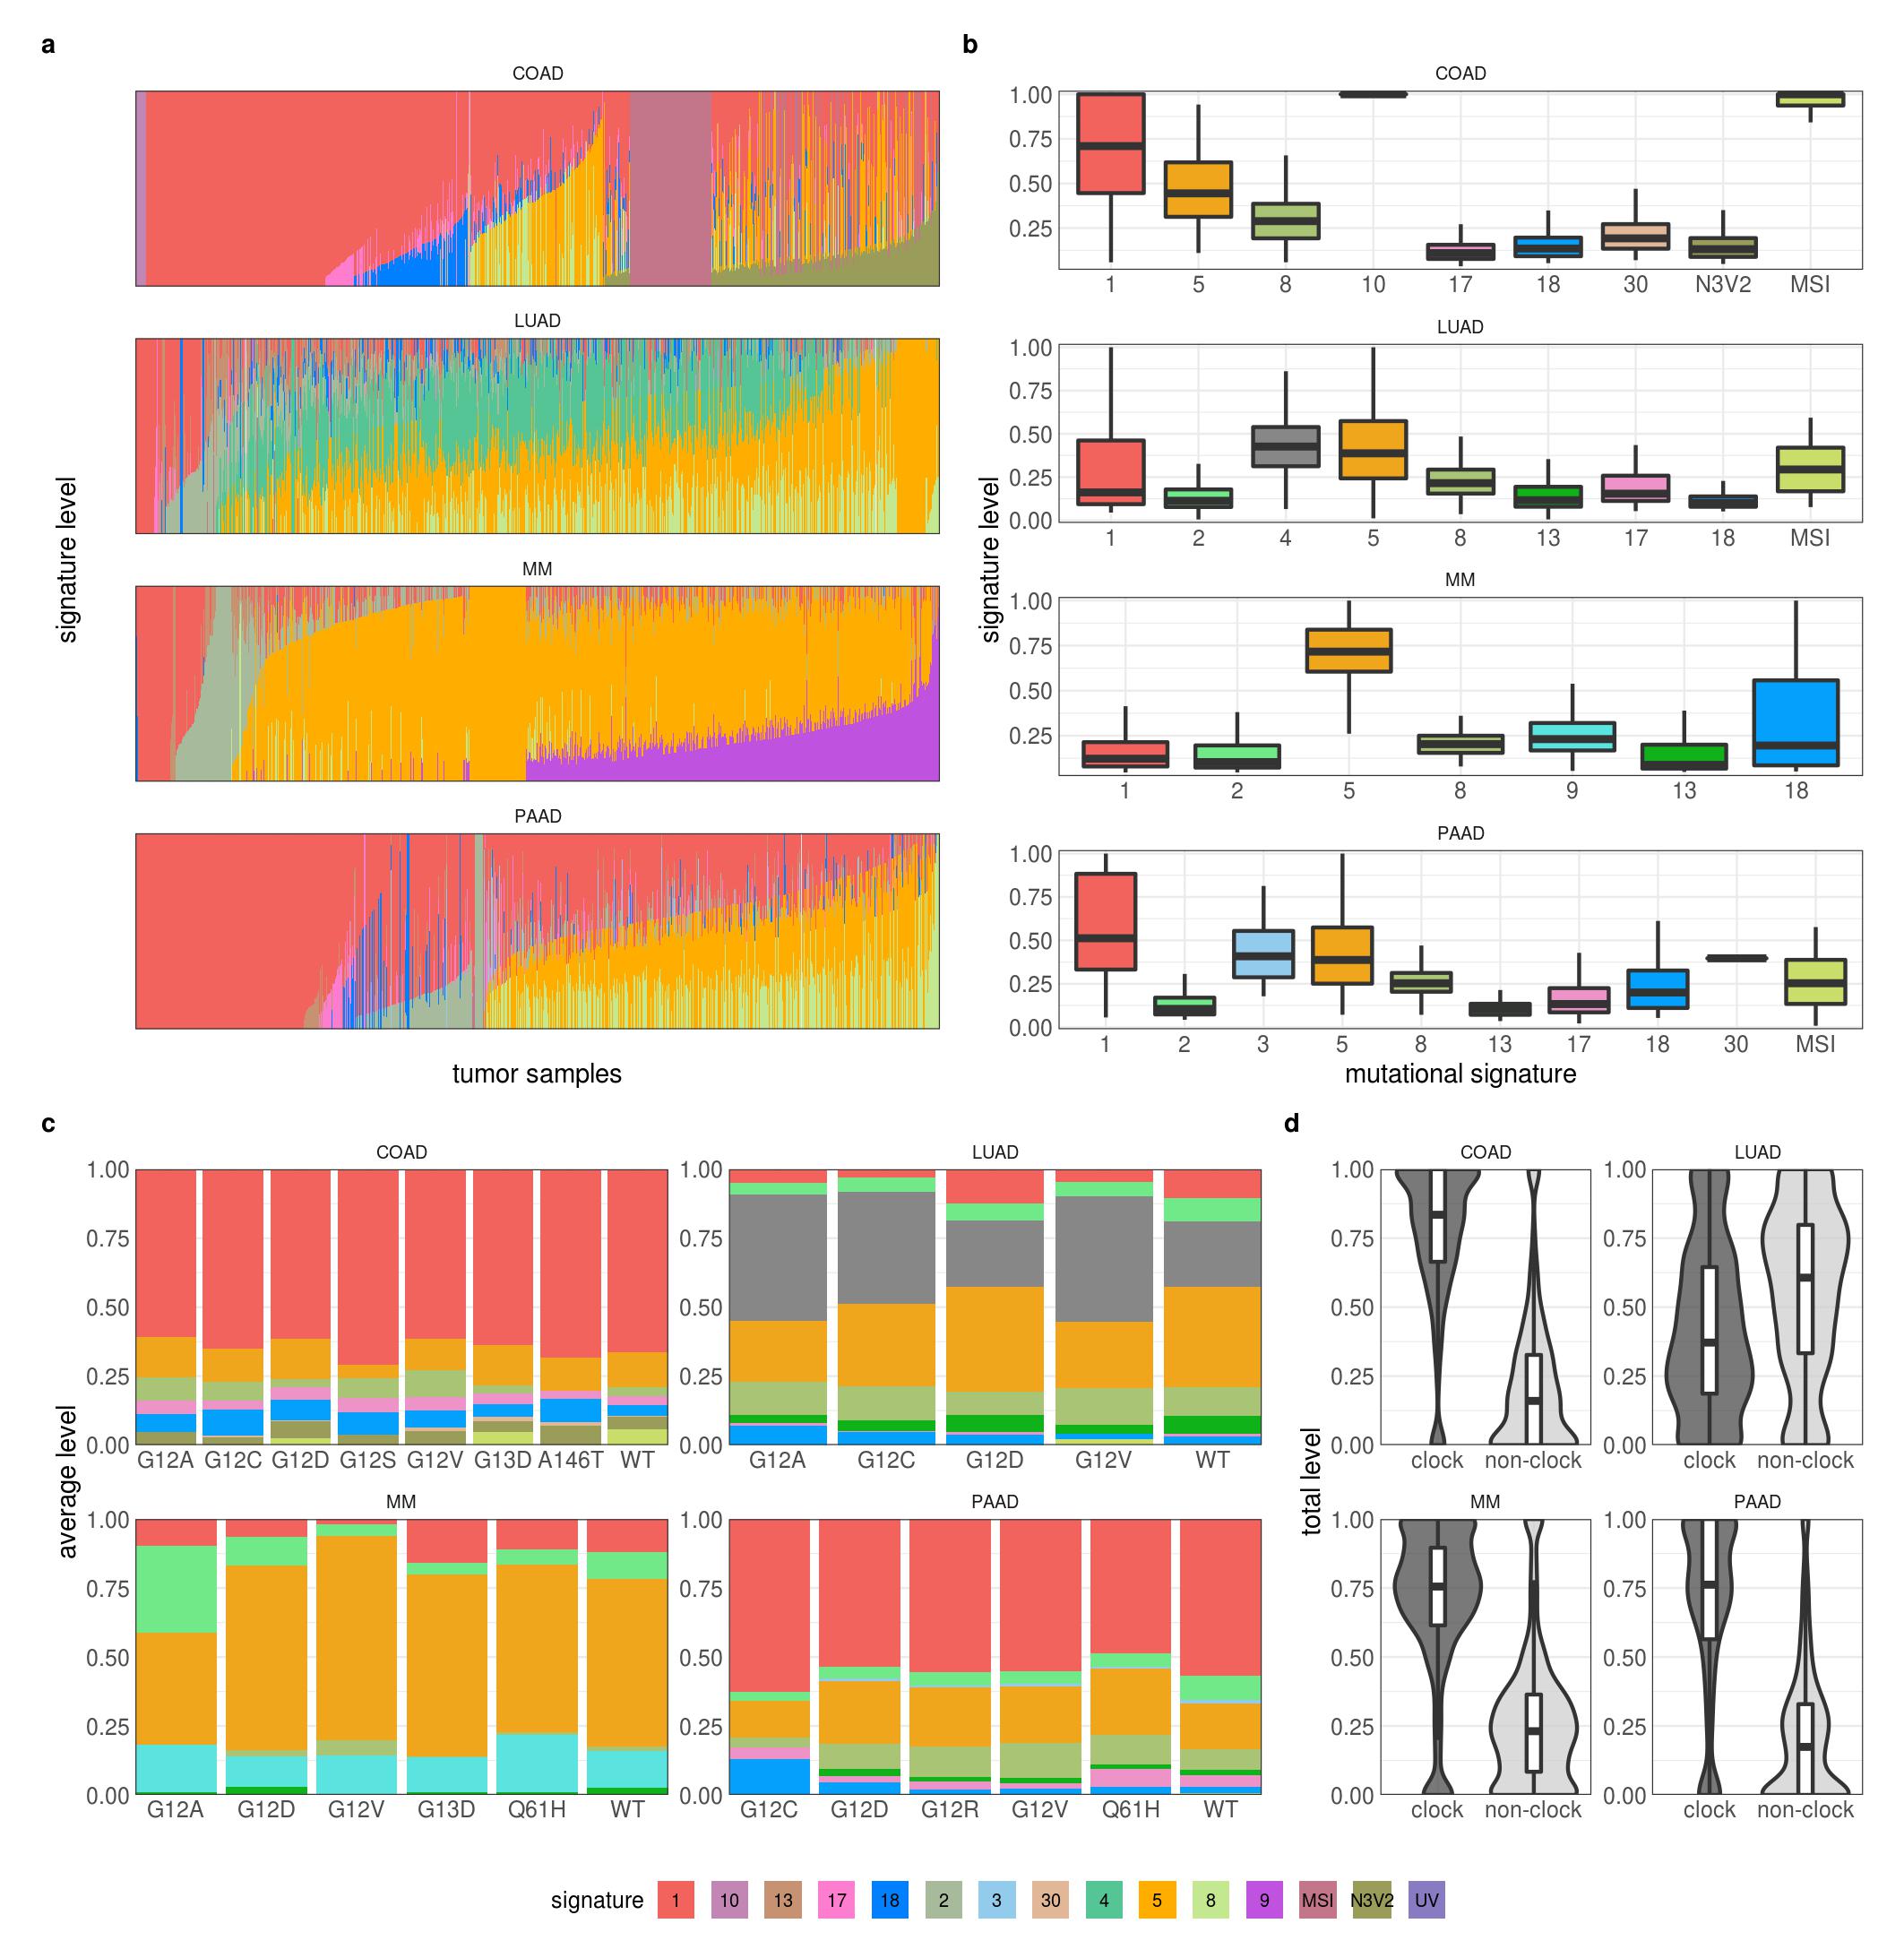 a
COAD
LUAD
MM
PAAD
signature level
tumor samples
b
COAD
1.00
0.75
0.50
0.25
1 5 8 10 17 18 30 N3V2 MSI
LUAD
1.00
0.75
0.50
0.25
0.00
1 2 4 5 8 13 17 18 MSI
MM
1.00
0.75
0.50
0.25
1 2 5 8 9 13 18
PAAD
1.00
0.75
0.50
0.25
0.00
1 2 3 5 8 13 17 18 30 MSI
signature level
mutational signature
c
COAD
1.00
0.75
0.50
0.25
0.00
G12A G12C G12D G12S G12V G13D A146T WT
LUAD
1.00
0.75
0.50
0.25
0.00
G12A G12C G12D G12V WT
MM
1.00
0.75
0.50
0.25
0.00
G12A G12D G12V G13D Q61H WT
PAAD
1.00
0.75
0.50
0.25
0.00
G12C G12D G12R G12V Q61H WT
average level
d
COAD
1.00
0.75
0.50
0.25
0.00
clock non-clock
LUAD
1.00
0.75
0.50
0.25
0.00
clock non-clock
MM
1.00
0.75
0.50
0.25
0.00
clock non-clock
PAAD
1.00
0.75
0.50
0.25
0.00
clock non-clock
total level
signature 1 10 13 17 18 2 3 30 4 5 8 9 MSI N3V2 UV